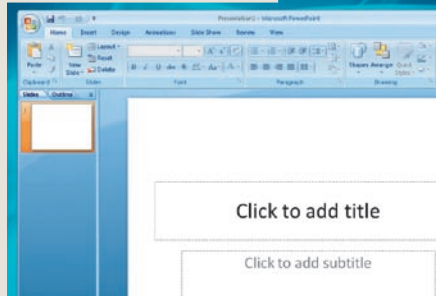 Presentation1 - Microsoft PowerPoint
Home Insert Design Animations Slide Show Review View
Paste
New Slide
Layout
Reset
Delete
Shapes Arrange Quick Styles
Clipboard Slides Font Paragraph Drawing
Slides Outline
1
Click to add title
Click to add subtitle